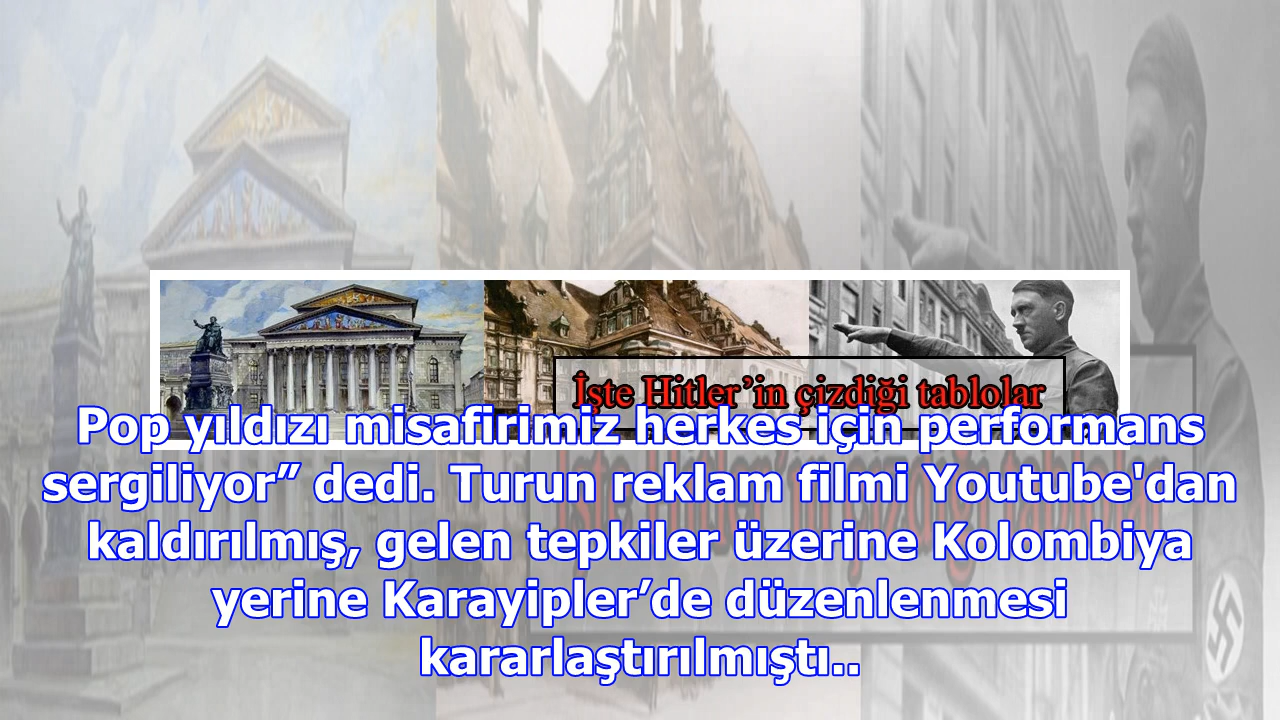 İşte Hitler’in çizdiği tablolar
Pop yıldızı misafirimiz herkes için performans
sergiliyor” dedi. Turun reklam filmi Youtube'dan
kaldırılmış, gelen tepkiler üzerine Kolombiya
yerine Karayipler’de düzenlenmesi
kararlaştırılmıştı..